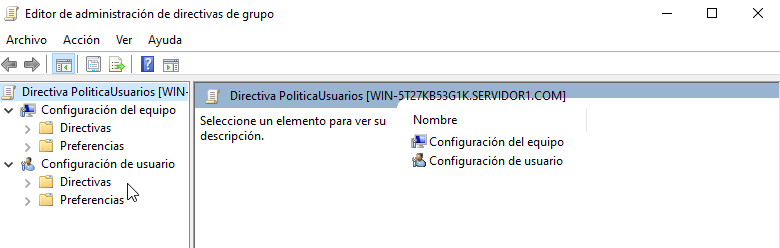 Editor de administración de directivas de grupo
Archivo Acción Ver Ayuda
Directiva PoliticaUsuarios [WIN-
Configuración del equipo
Directivas
Preferencias
Configuración de usuario
Directivas
Preferencias
Directiva PoliticaUsuarios [WIN-5T27KB53G1K.SERVIDOR1.COM]
Seleccione un elemento para ver su
descripción.
Nombre
Configuración del equipo
Configuración de usuario